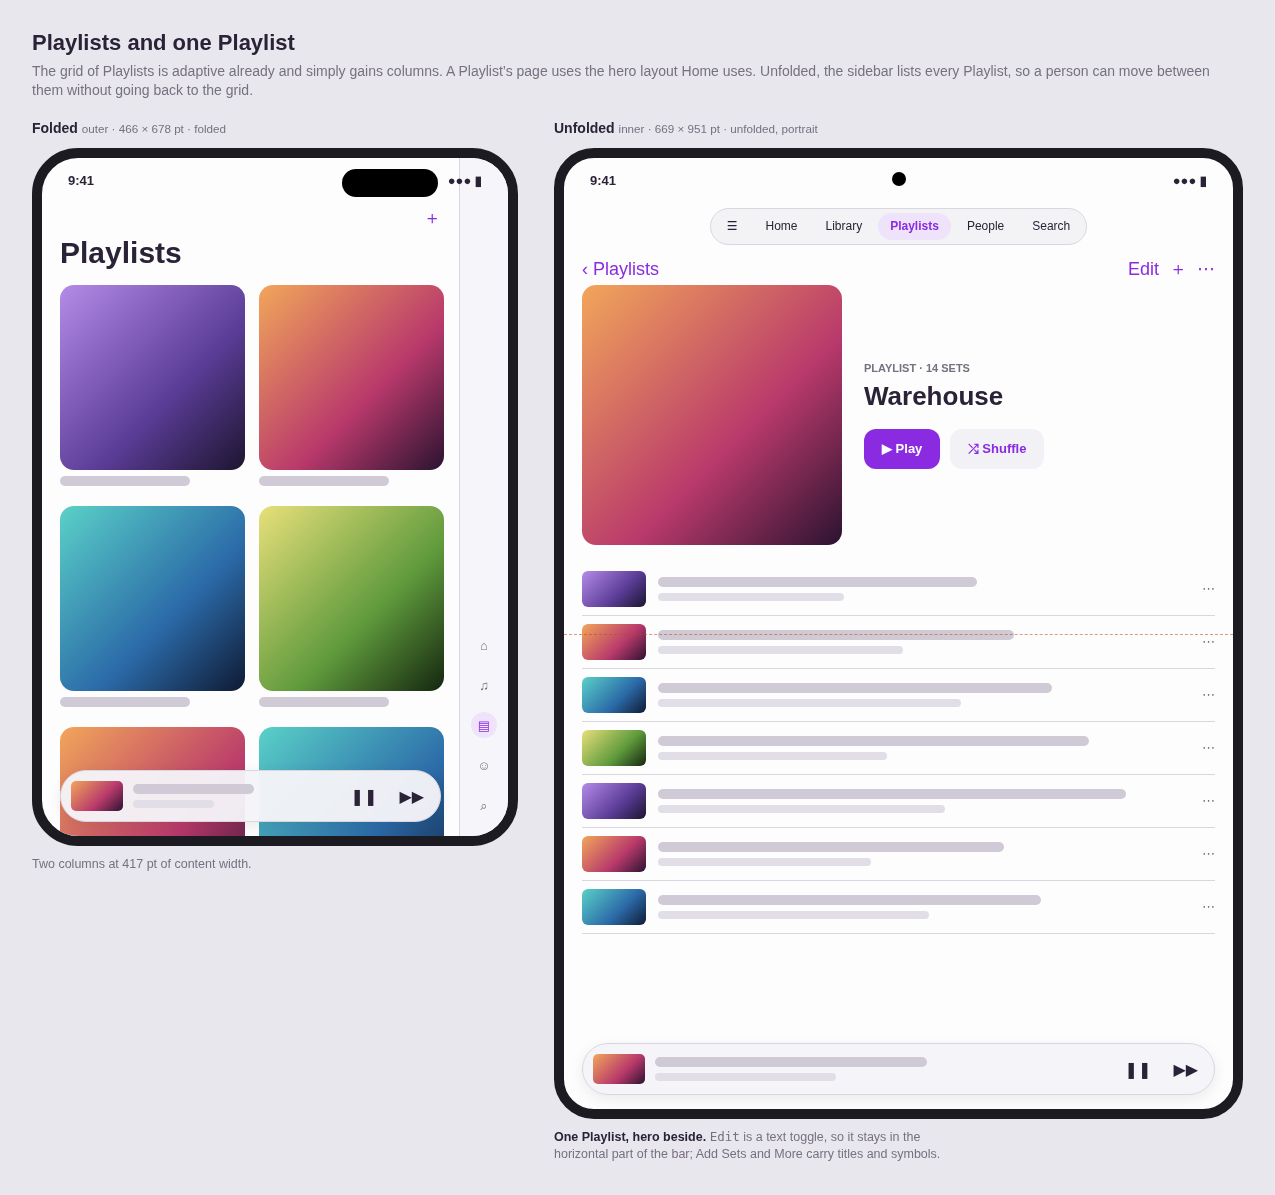 Playlists and one Playlist
The grid of Playlists is adaptive already and simply gains columns. A Playlist's page uses the hero layout Home uses. Unfolded, the sidebar lists every Playlist, so a person can move between
them without going back to the grid.
Folded outer · 466 × 678 pt · folded
9:41
+
Playlists
Two columns at 417 pt of content width.
Unfolded inner · 669 × 951 pt · unfolded, portrait
9:41
☰ Home Library Playlists People Search
‹ Playlists Edit + ⋯
PLAYLIST · 14 SETS
Warehouse
▶ Play ⤮ Shuffle
One Playlist, hero beside. Edit is a text toggle, so it stays in the
horizontal part of the bar; Add Sets and More carry titles and symbols.